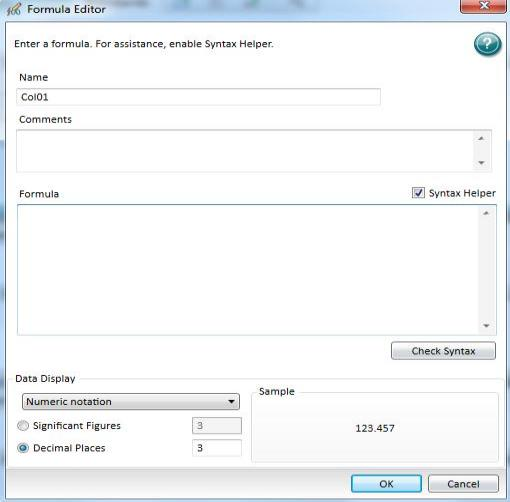 Formula Editor
Enter a formula. For assistance, enable Syntax Helper.
?
Name
Col01
Comments
Formula
Syntax Helper
Check Syntax
Data Display
Numeric notation
Significant Figures
3
Decimal Places
3
Sample
123.457
OK
Cancel